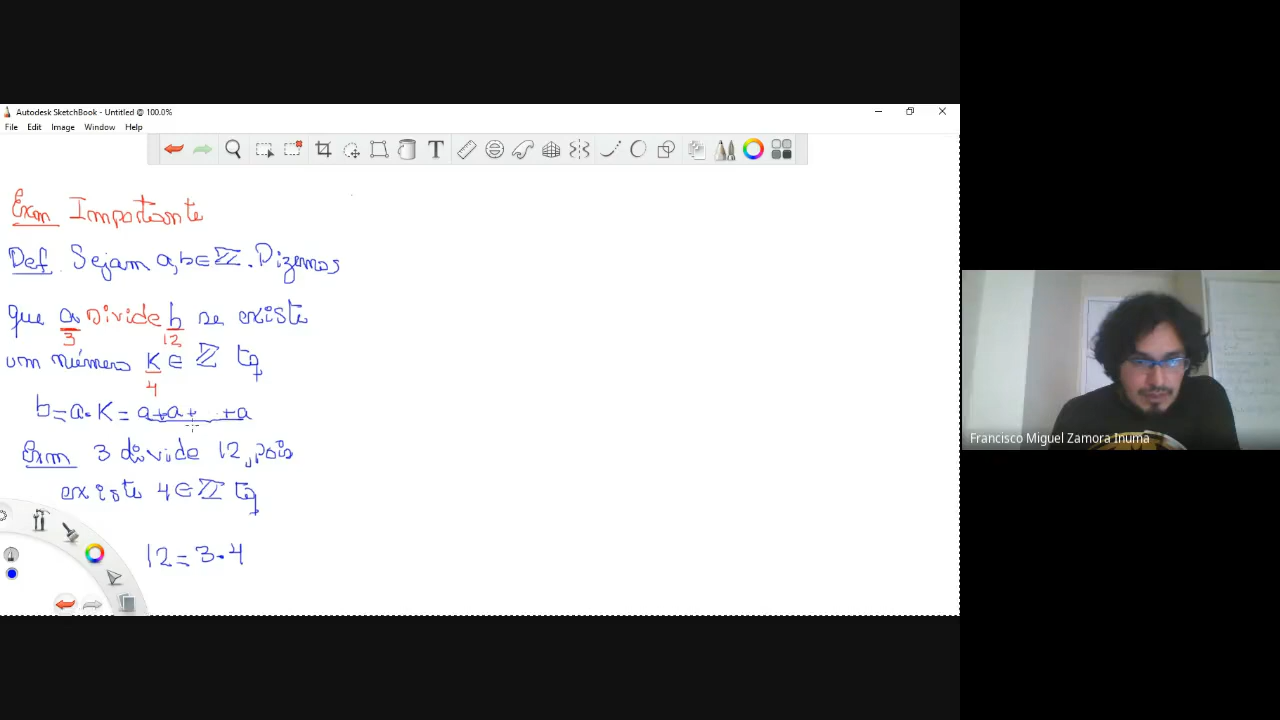 Autodesk SketchBook - Untitled @ 100.0%
File Edit Image Window Help
Exm Importante
Def. Sejam a,b ∈ ℤ. Dizemos
que a divide b se existe
3 12
um número K ∈ ℤ tq
4
b=a·K = a+a+...+a
Exm 3 divide 12, pois
existe 4 ∈ ℤ tq
12=3·4
Francisco Miguel Zamora Inuma